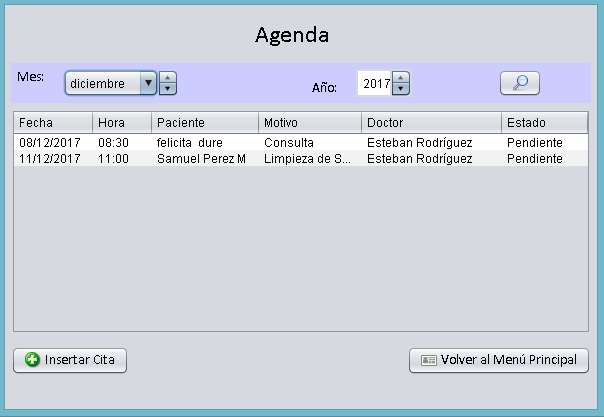 Agenda
Mes: diciembre Año: 2017
Fecha Hora Paciente Motivo Doctor Estado
08/12/2017 08:30 felicita dure Consulta Esteban Rodríguez Pendiente
11/12/2017 11:00 Samuel Perez M Limpieza de S... Esteban Rodríguez Pendiente
Insertar Cita Volver al Menú Principal